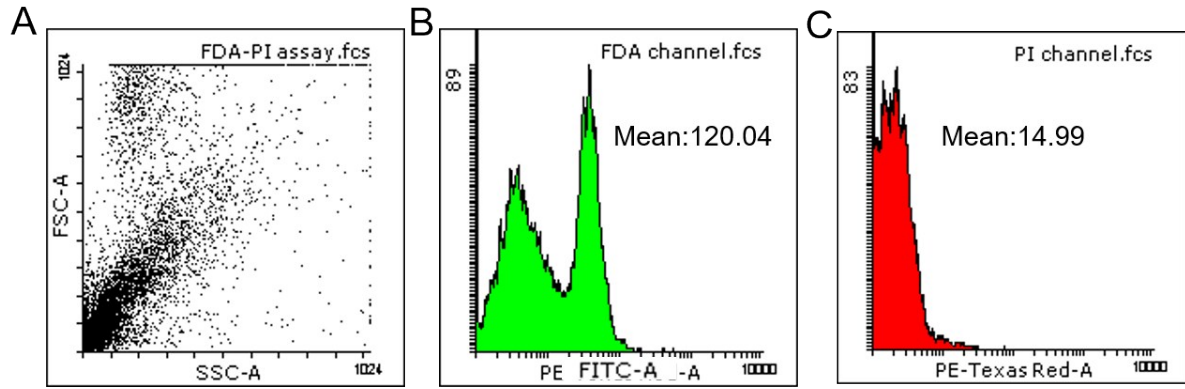 A
FDA-PI assay.fcs
1024
FSC-A
SSC-A
1024
B
FDA channel.fcs
89
Mean:120.04
PE FITC-A -A
10000
C
PI channel.fcs
83
Mean:14.99
PE-Texas Red-A
10000